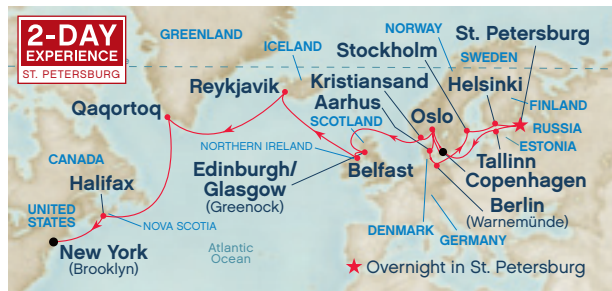 2-DAY
EXPERIENCE
ST. PETERSBURG
GREENLAND
ICELAND
NORWAY
SWEDEN
St. Petersburg
Stockholm
Reykjavik
Kristiansand
Aarhus
Helsinki
FINLAND
Qaqortoq
SCOTLAND
Oslo
RUSSIA
ESTONIA
NORTHERN IRELAND
CANADA
Edinburgh/
Glasgow
(Greenock)
Belfast
Tallinn
Copenhagen
Halifax
UNITED
STATES
NOVA SCOTIA
Berlin
(Warnemünde)
DENMARK
GERMANY
New York
(Brooklyn)
Atlantic
Ocean
Overnight in St. Petersburg